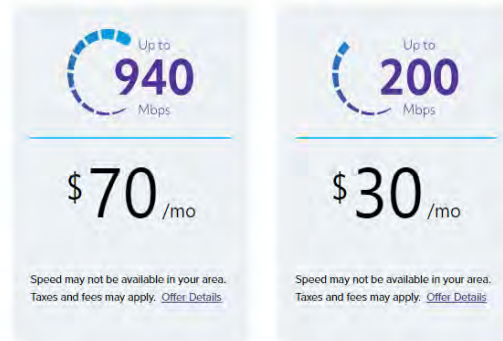 Up to
940
Mbps
$70/mo
Speed may not be available in your area.
Taxes and fees may apply. Offer Details
Up to
200
Mbps
$30/mo
Speed may not be available in your area.
Taxes and fees may apply. Offer Details